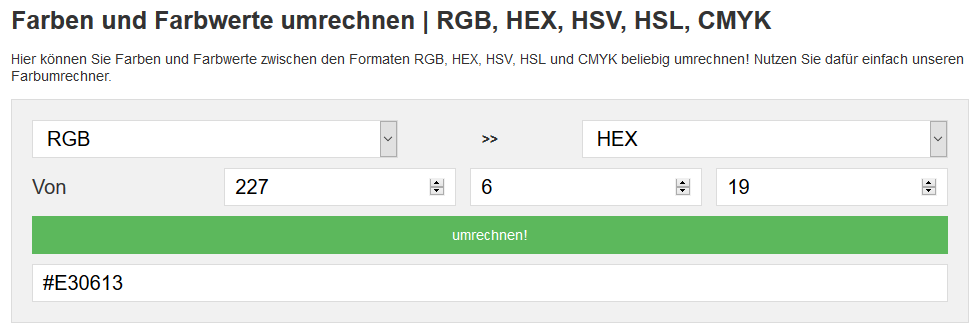 Farben und Farbwerte umrechnen | RGB, HEX, HSV, HSL, CMYK
Hier können Sie Farben und Farbwerte zwischen den Formaten RGB, HEX, HSV, HSL und CMYK beliebig umrechnen! Nutzen Sie dafür einfach unseren
Farbumrechner.
RGB >> HEX
Von 227 6 19
umrechnen!
#E30613